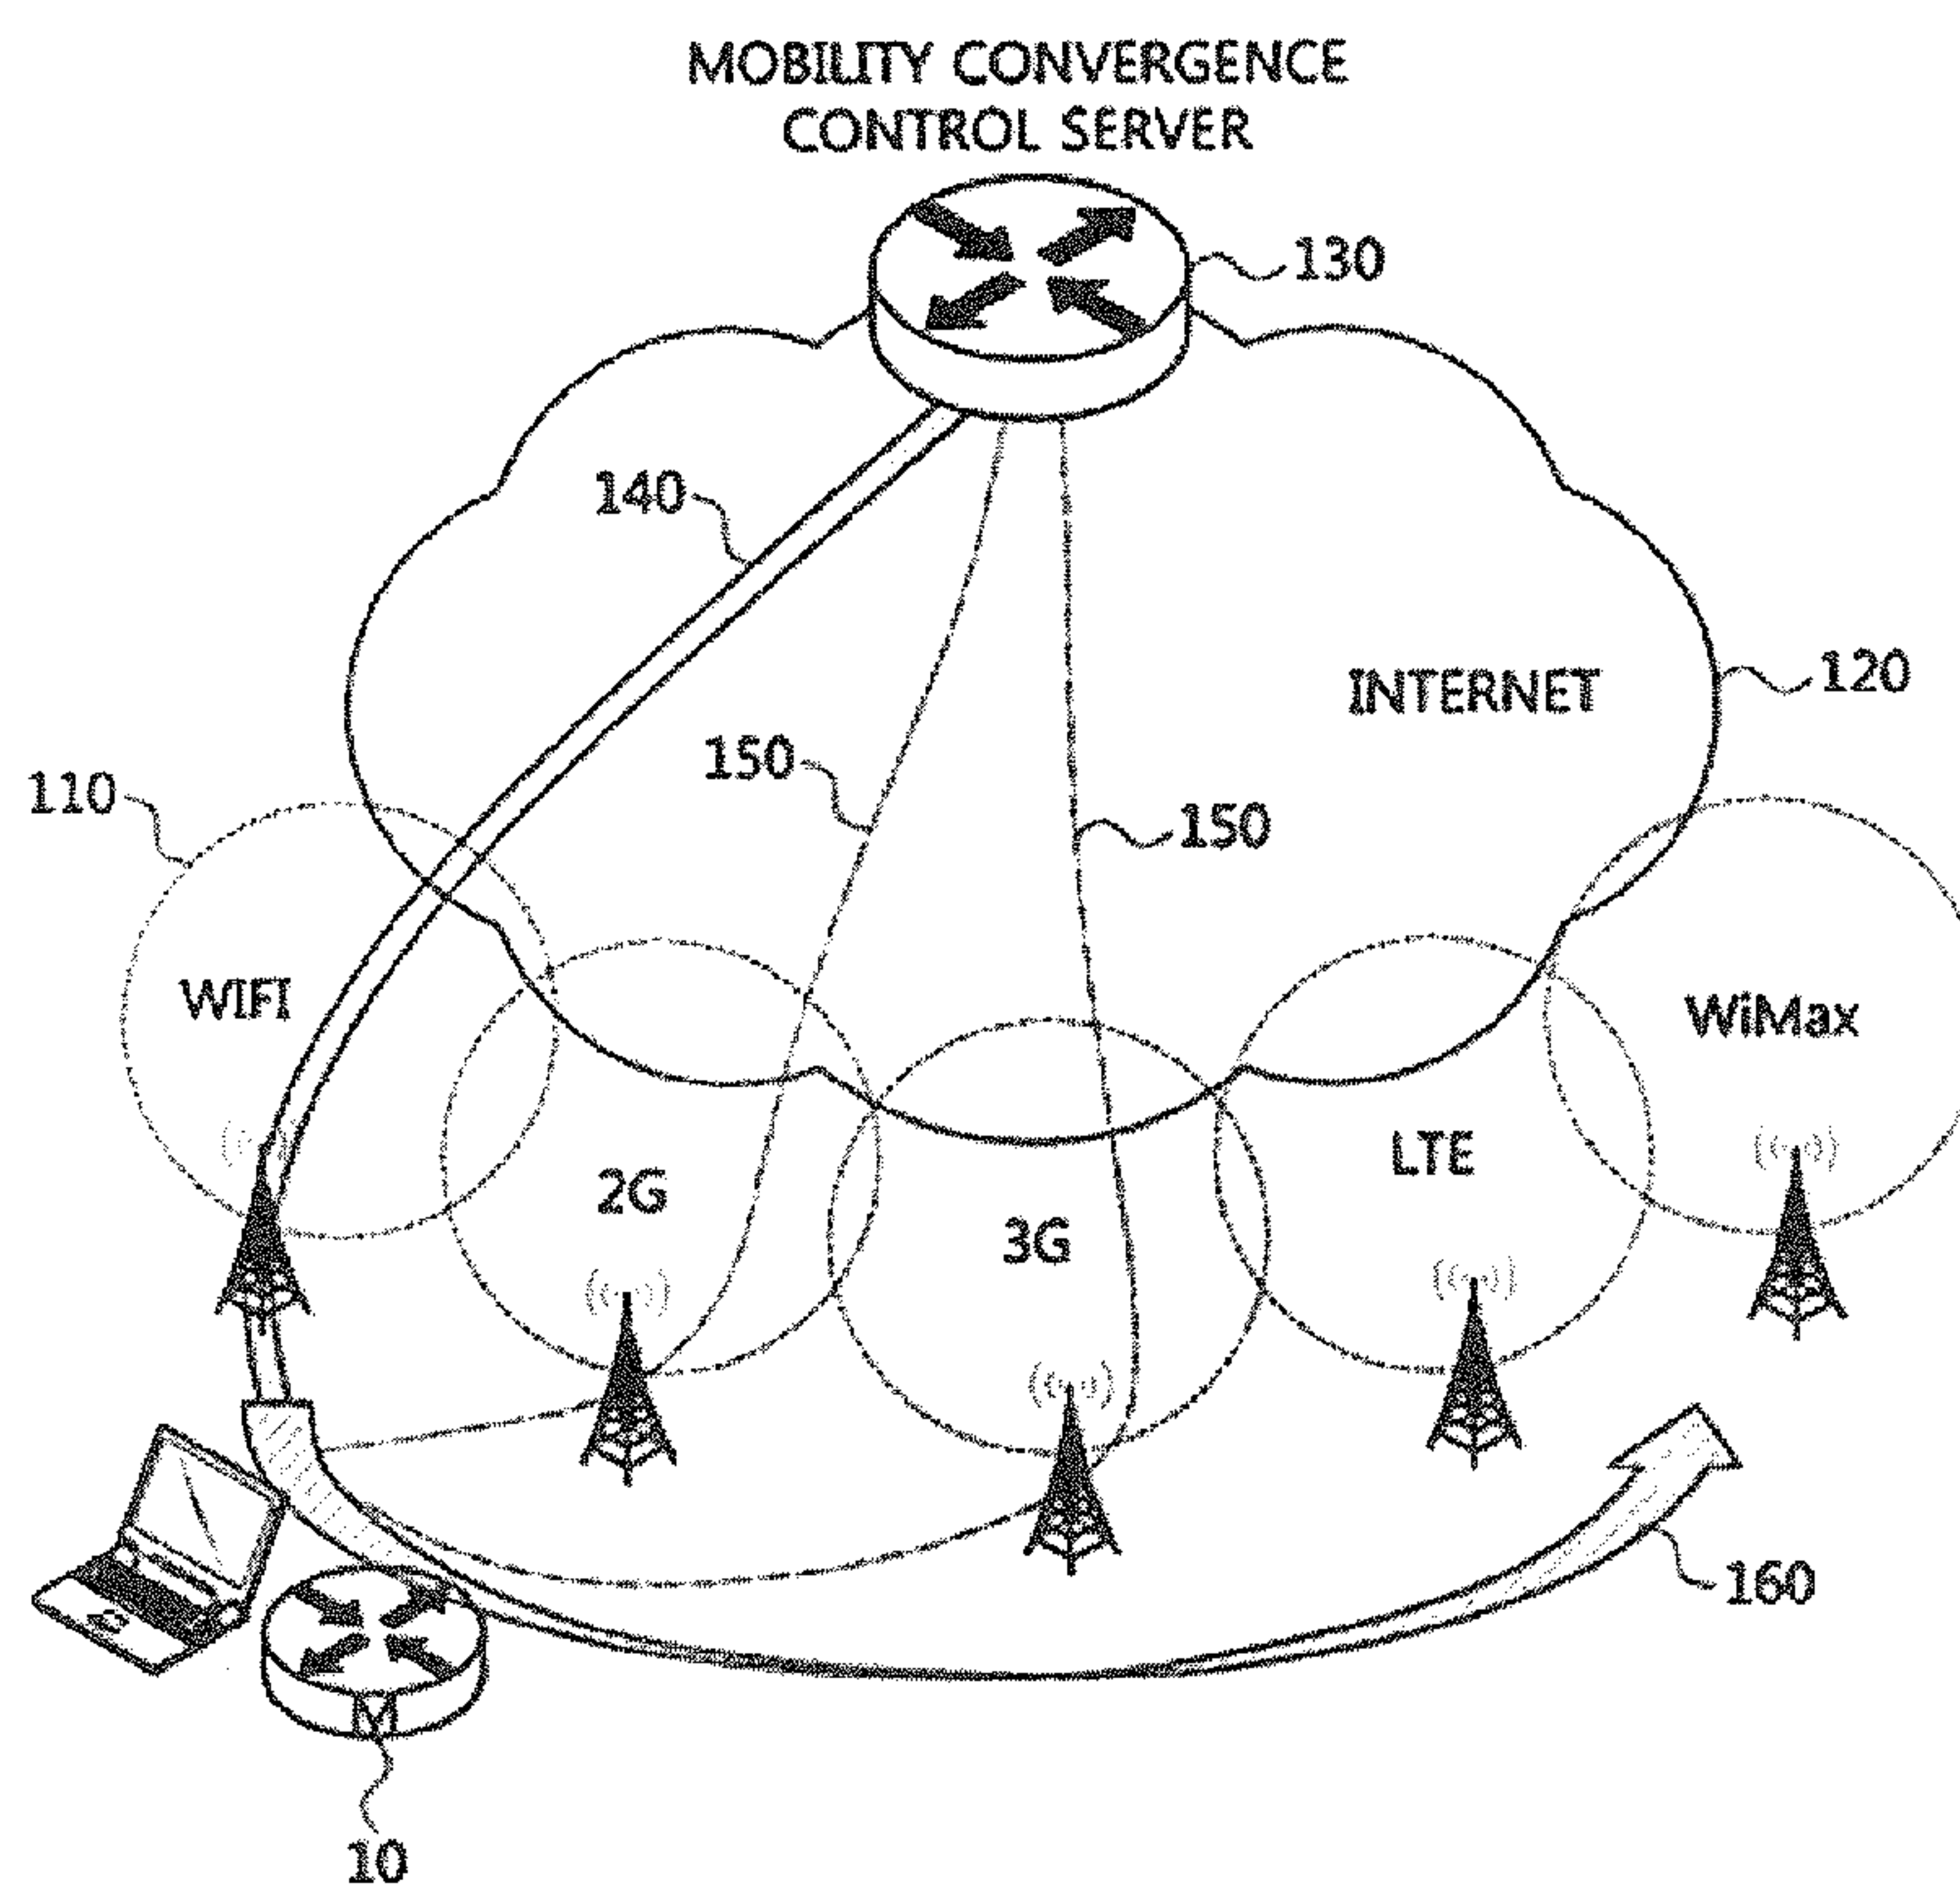 MOBILITY CONVERGENCE
CONTROL SERVER
130
140
INTERNET
120
150
150
110
WIFI
WiMax
2G
LTE
3G
160
M
10